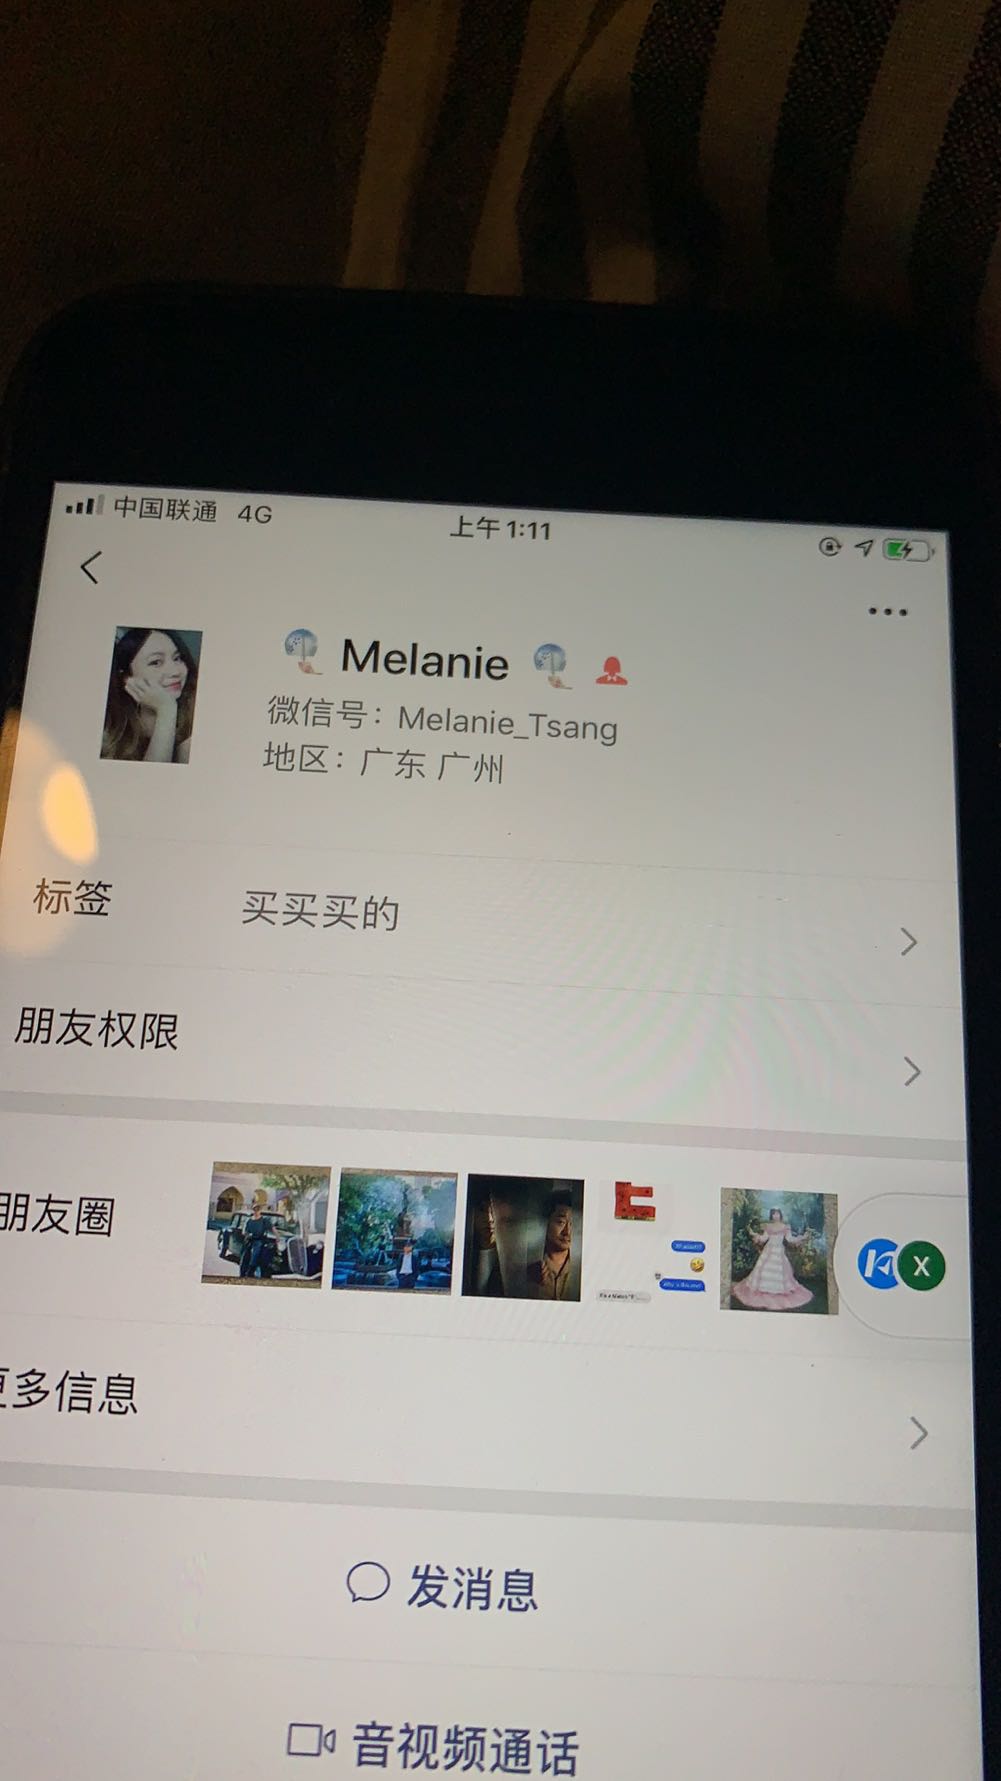 中国联通 4G
上午1:11
Melanie
微信号：Melanie_Tsang
地区：广东 广州
标签 买买买的
朋友权限
朋友圈
X
更多信息
发消息
音视频通话